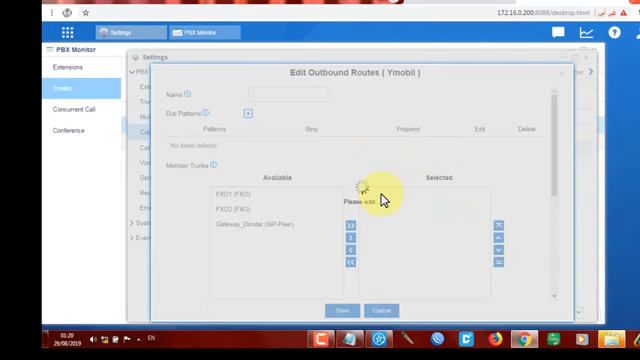 غير آمن
172.16.0.200:8088/desktop.html
Settings
PBX Monitor
PBX Monitor
Settings
Extensions
Trunks
Concurrent Call
Conference
Edit Outbound Routes ( Ymobil )
Name
Dial Patterns
Patterns Strip Prepend Edit Delete
No items defined
Member Trunks
Available Selected
FXO1 (FXO)
FXO2 (FXO)
Gateway_Dinstar (SIP-Peer)
Please wait.
Save Cancel
01:20
29/08/2019
EN